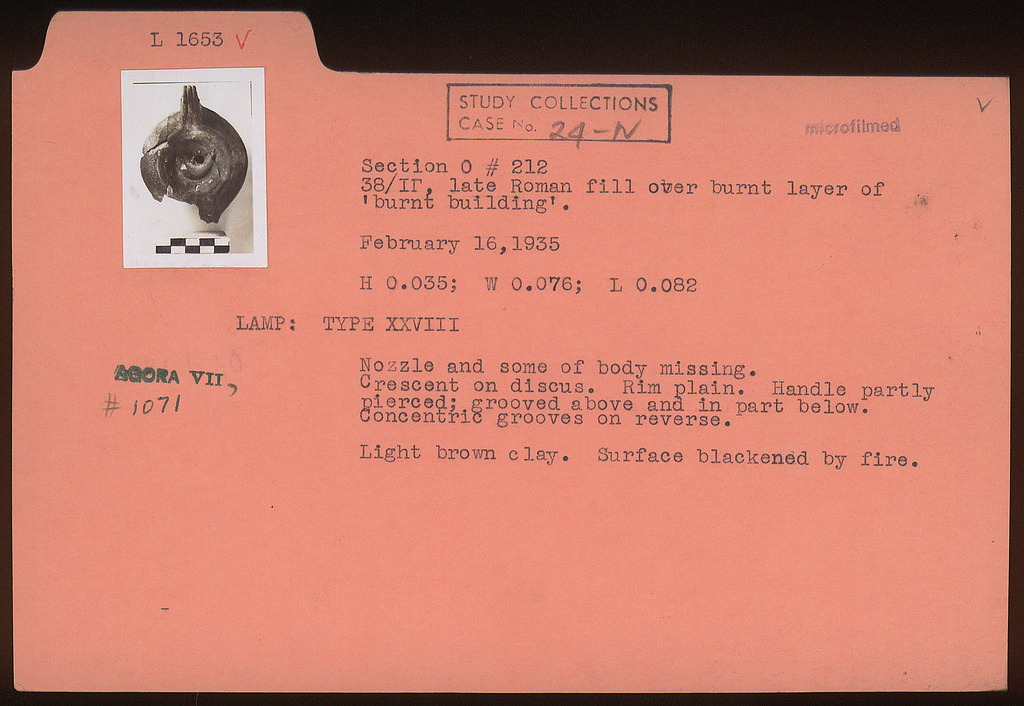 L 1653 √
STUDY COLLECTIONS
CASE No. 24-N
microfilmed
√
Section O # 212
38/ΙΓ, late Roman fill over burnt layer of
'burnt building'.
February 16,1935
H 0.035; W 0.076; L 0.082
LAMP: TYPE XXVIII
AGORA VII,
# 1071
Nozzle and some of body missing.
Crescent on discus. Rim plain. Handle partly
pierced; grooved above and in part below.
Concentric grooves on reverse.
Light brown clay. Surface blackened by fire.